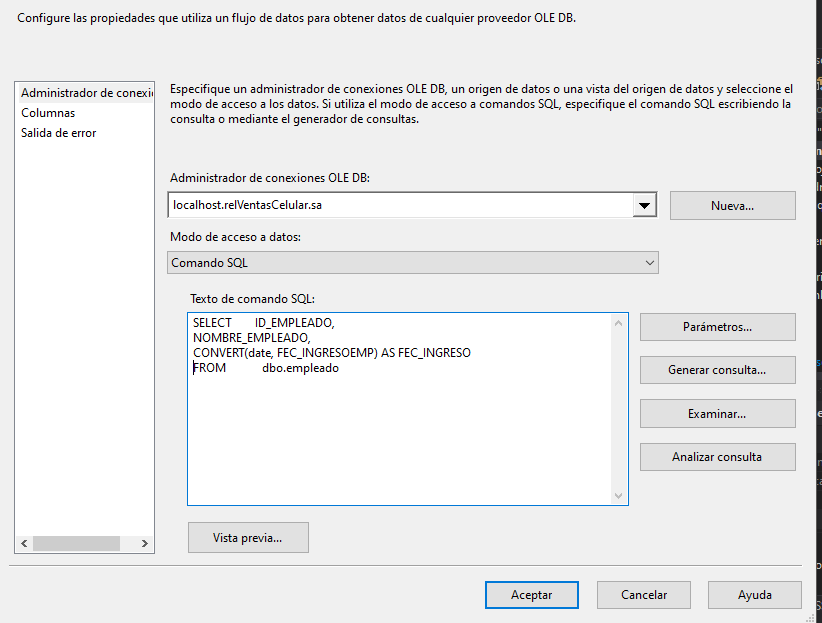 Configure las propiedades que utiliza un flujo de datos para obtener datos de cualquier proveedor OLE DB.
Administrador de conexi
Columnas
Salida de error
Especifique un administrador de conexiones OLE DB, un origen de datos o una vista del origen de datos y seleccione el
modo de acceso a los datos. Si utiliza el modo de acceso a comandos SQL, especifique el comando SQL escribiendo la
consulta o mediante el generador de consultas.
Administrador de conexiones OLE DB:
localhost.relVentasCelular.sa
Nueva...
Modo de acceso a datos:
Comando SQL
Texto de comando SQL:
SELECT ID_EMPLEADO,
NOMBRE_EMPLEADO,
CONVERT(date, FEC_INGRESOEMP) AS FEC_INGRESO
FROM dbo.empleado
Parámetros...
Generar consulta...
Examinar...
Analizar consulta
Vista previa...
Aceptar
Cancelar
Ayuda